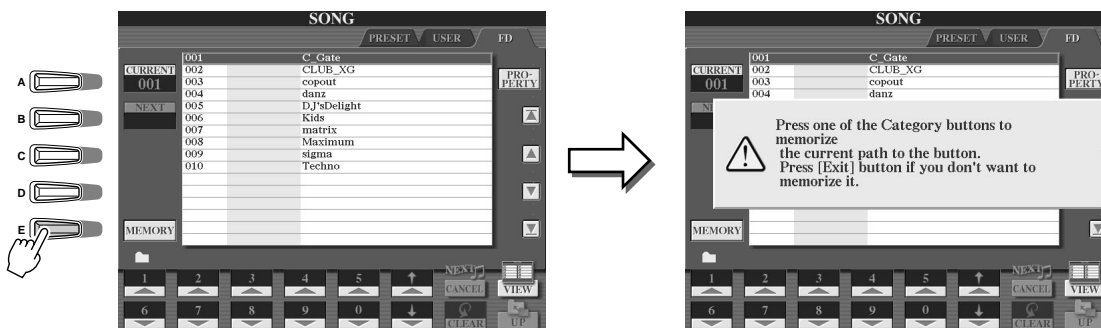 SONG
PRESET USER FD
A
B
C
D
E
CURRENT
001
NEXT
MEMORY
001 C_Gate
002 CLUB_XG
003 copout
004 danz
005 D,J'sDelight
006 Kids
007 matrix
008 Maximum
009 sigma
010 Techno
PRO-
PERTY
1 2 3 4 5 NEXT
CANCEL VIEW
6 7 8 9 0 CLEAR UP
SONG
PRESET USER FD
CURRENT
001
MEMORY
001 C_Gate
002 CLUB_XG
003 copout
004 danz
PRO-
PERTY
Press one of the Category buttons to
memorize
the current path to the button.
Press [Exit] button if you don't want to
memorize it.
1 2 3 4 5 NEXT
CANCEL VIEW
6 7 8 9 0 CLEAR UP